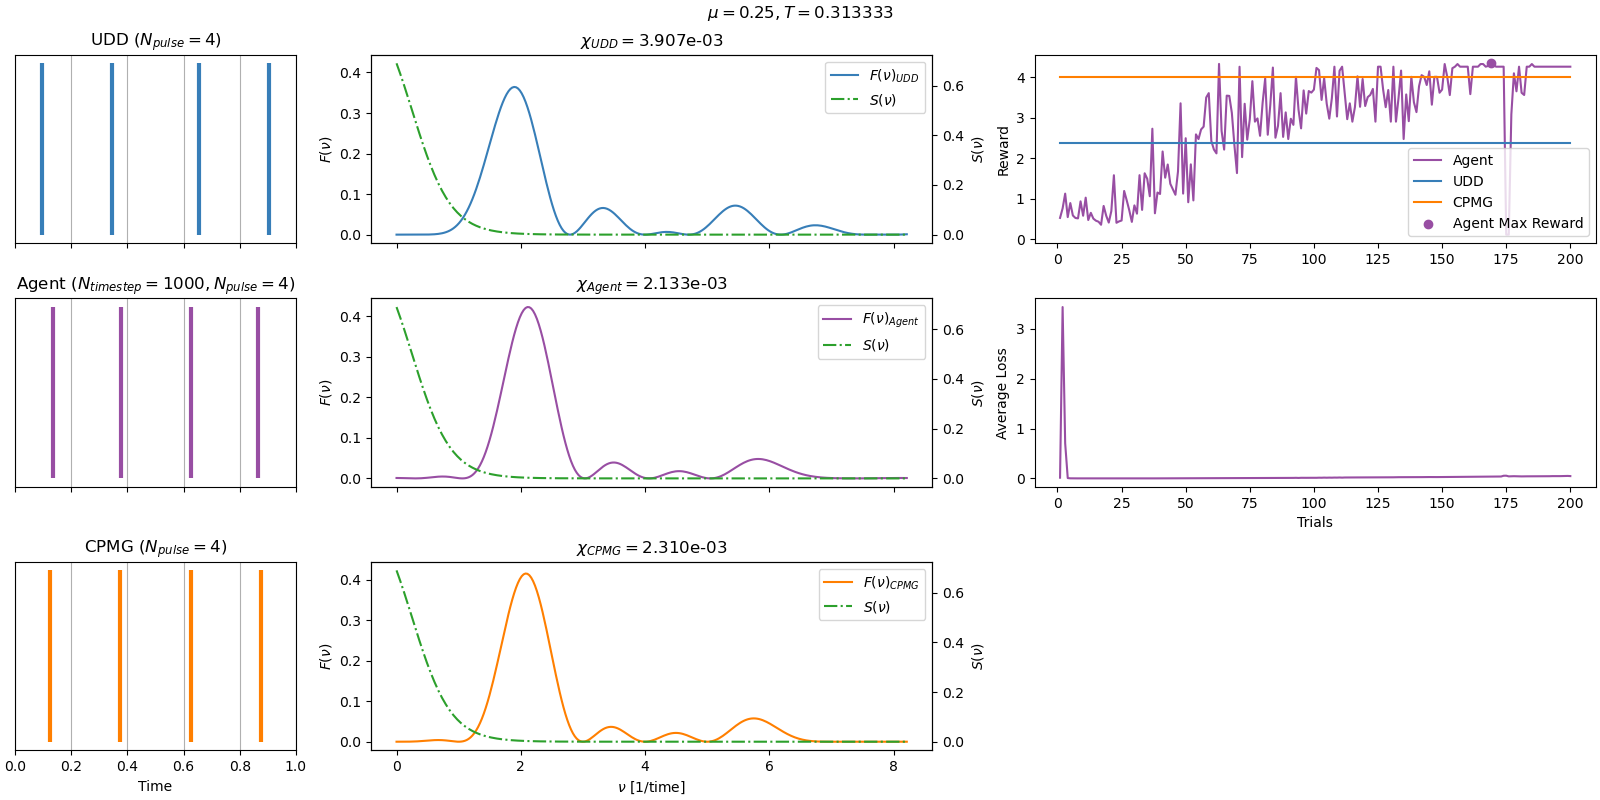 μ = 0.25, T = 0.313333
UDD (N_pulse = 4)
χ_UDD = 3.907e-03
F(ν)
0.4
0.3
0.2
0.1
0.0
F(ν)_UDD
S(ν)
0.6
0.4
0.2
0.0
S(ν)
Reward
4
3
2
1
0
Agent
UDD
CPMG
Agent Max Reward
0 25 50 75 100 125 150 175 200
Agent (N_timestep = 1000, N_pulse = 4)
χ_Agent = 2.133e-03
F(ν)
0.4
0.3
0.2
0.1
0.0
F(ν)_Agent
S(ν)
0.6
0.4
0.2
0.0
S(ν)
Average Loss
3
2
1
0
0 25 50 75 100 125 150 175 200
Trials
CPMG (N_pulse = 4)
0.0 0.2 0.4 0.6 0.8 1.0
Time
χ_CPMG = 2.310e-03
F(ν)
0.4
0.3
0.2
0.1
0.0
F(ν)_CPMG
S(ν)
0.6
0.4
0.2
0.0
S(ν)
0 2 4 6 8
ν [1/time]